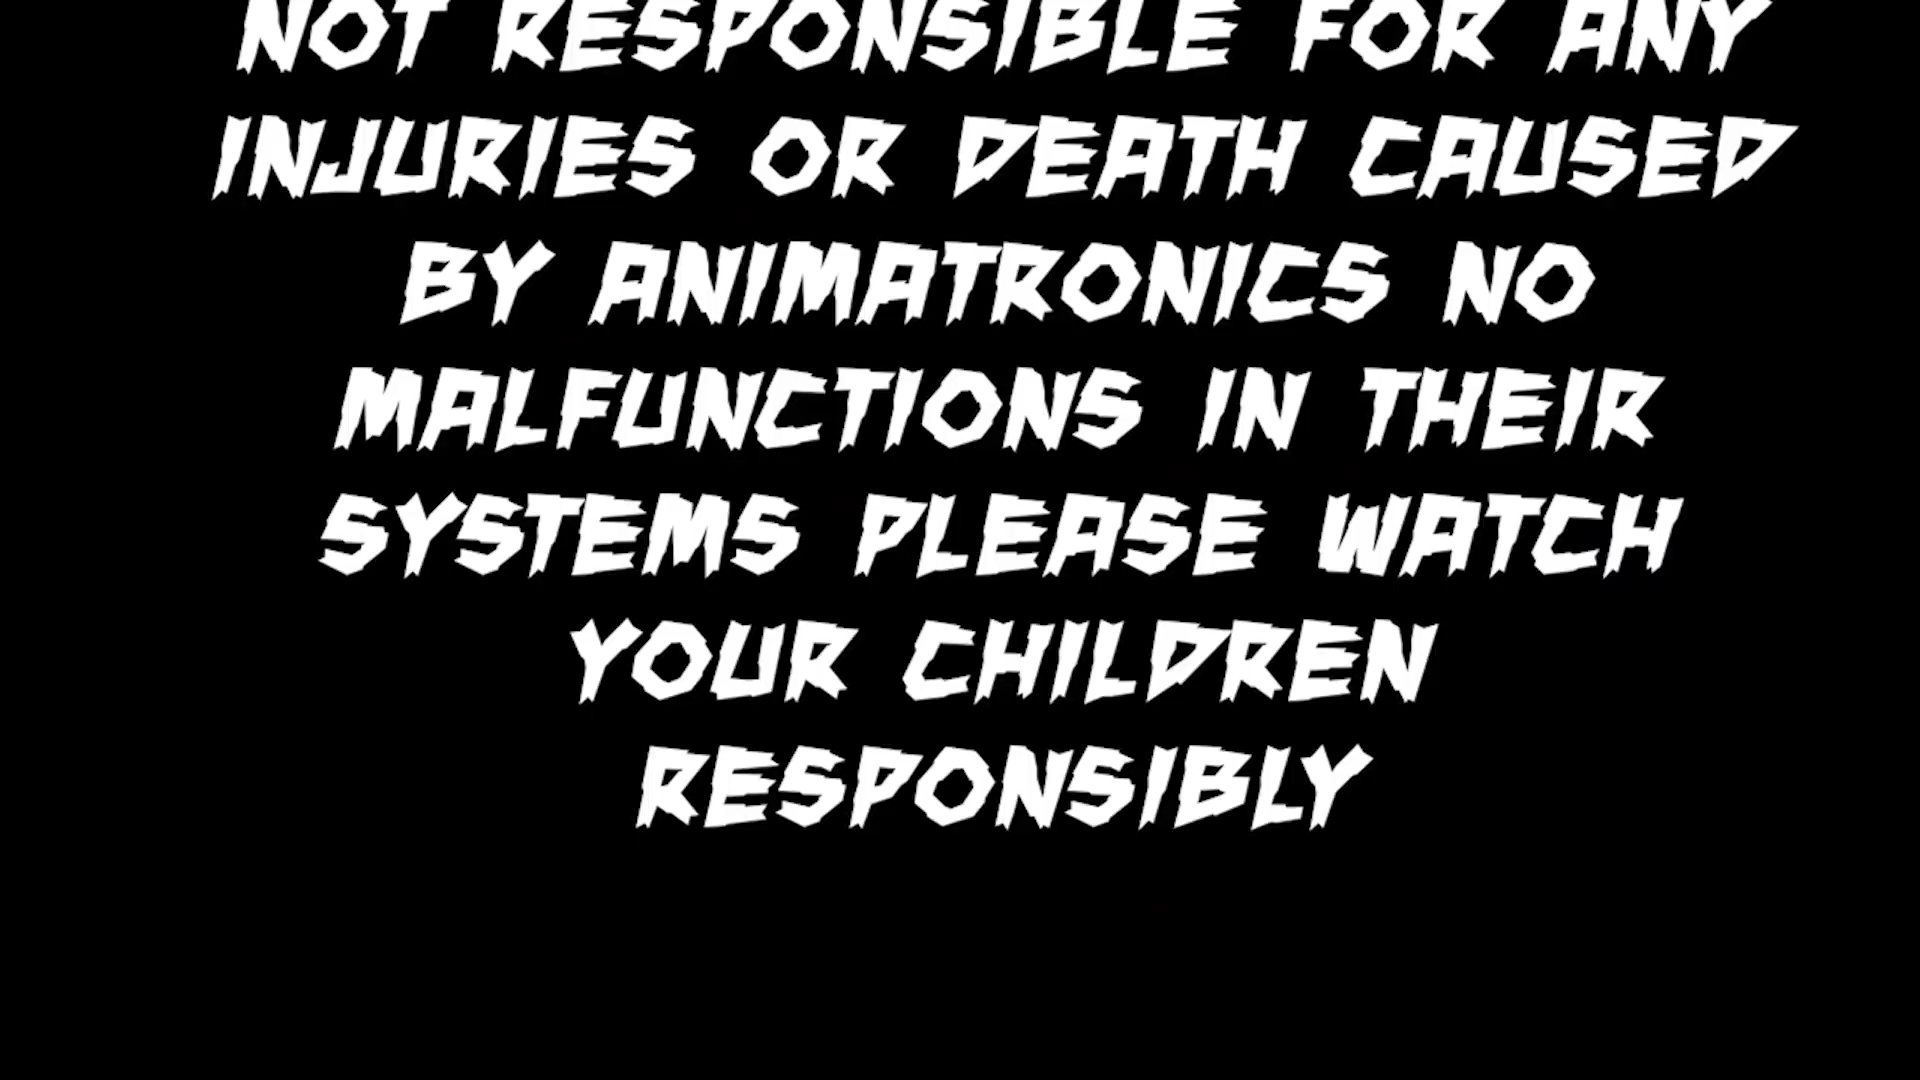 NOT RESPONSIBLE FOR ANY
INJURIES OR DEATH CAUSED
BY ANIMATRONICS NO
MALFUNCTIONS IN THEIR
SYSTEMS PLEASE WATCH
YOUR CHILDREN
RESPONSIBLY